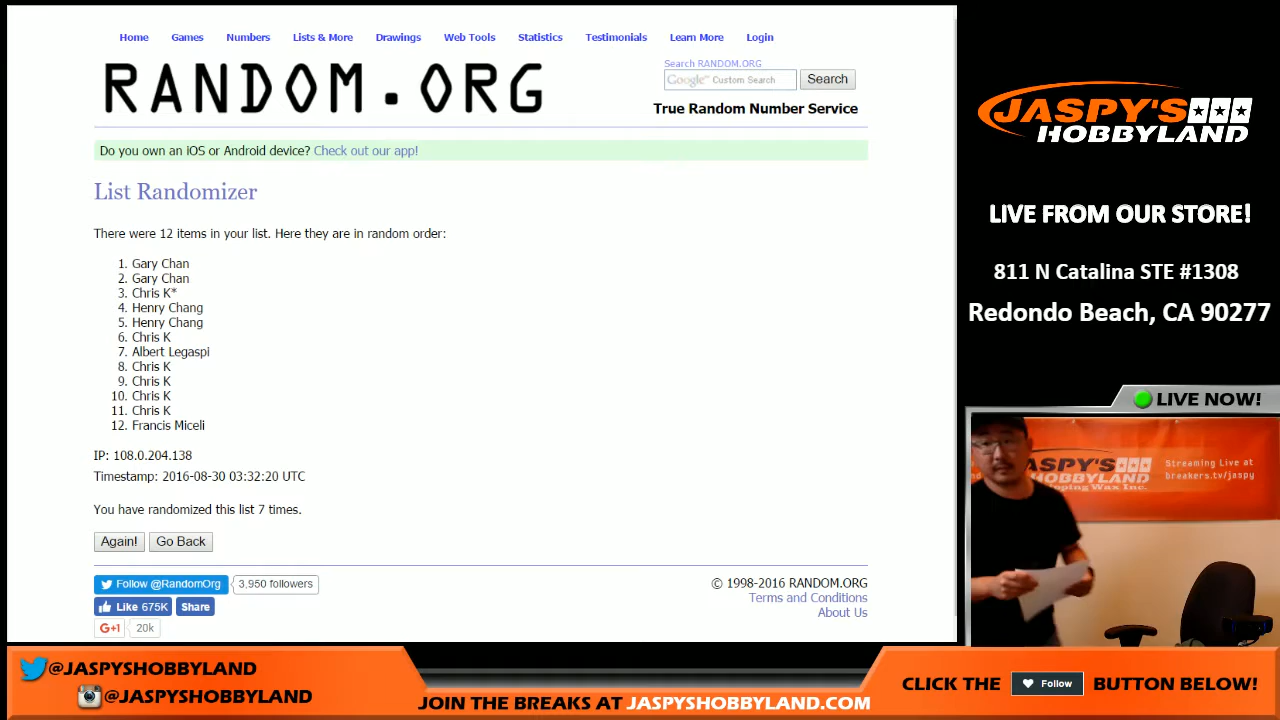 Home Games Numbers Lists & More Drawings Web Tools Statistics Testimonials Learn More Login
RANDOM.ORG
Search RANDOM.ORG
Google™ Custom Search Search
True Random Number Service
Do you own an iOS or Android device? Check out our app!
List Randomizer
There were 12 items in your list. Here they are in random order:
1. Gary Chan
2. Gary Chan
3. Chris K*
4. Henry Chang
5. Henry Chang
6. Chris K
7. Albert Legaspi
8. Chris K
9. Chris K
10. Chris K
11. Chris K
12. Francis Miceli
IP: 108.0.204.138
Timestamp: 2016-08-30 03:32:20 UTC
You have randomized this list 7 times.
Again! Go Back
Follow @RandomOrg 3,950 followers
Like 675K Share
G+1 20k
© 1998-2016 RANDOM.ORG
Terms and Conditions
About Us
JASPY'S
HOBBYLAND
LIVE FROM OUR STORE!
811 N Catalina STE #1308
Redondo Beach, CA 90277
LIVE NOW!
JASPY'S
HOBBYLAND
Wax Inc.
Streaming Live at
breakers.tv/jaspy
@JASPYSHOBBYLAND
@JASPYSHOBBYLAND
JOIN THE BREAKS AT JASPYSHOBBYLAND.COM
CLICK THE Follow BUTTON BELOW!